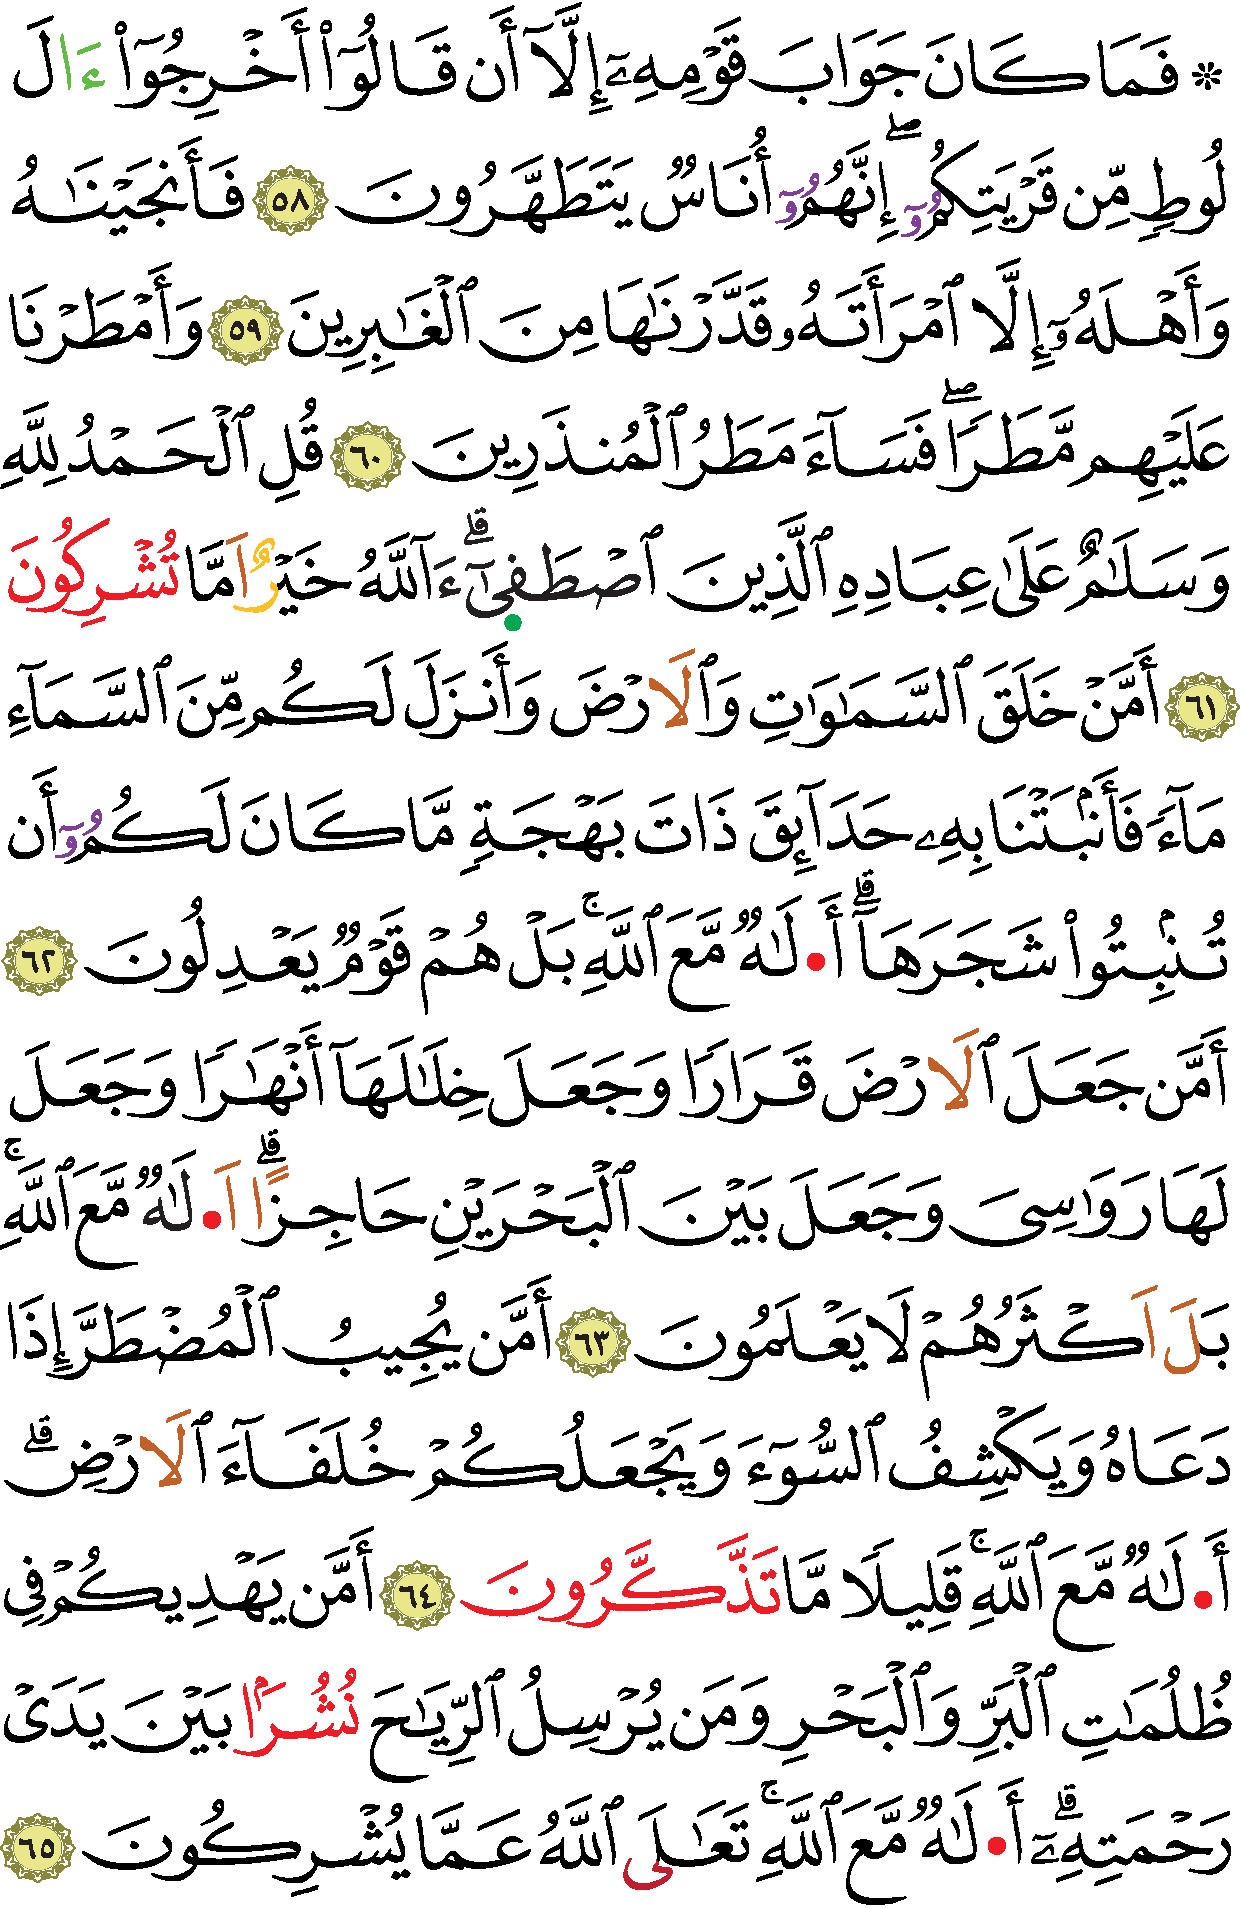 ۞ فَمَا كَانَ جَوَابَ قَوْمِهِۦٓ إِلَّآ أَن قَالُوٓا۟ أَخْرِجُوٓا۟ ءَالَ
لُوطٍ مِّن قَرْيَتِكُمُۥٓۖ إِنَّهُمُۥٓ أُنَاسٌ يَتَطَهَّرُونَ ٥٨ فَأَنجَيْنَٰهُ
وَأَهْلَهُۥٓ إِلَّا ٱمْرَأَتَهُۥ قَدَّرْنَٰهَا مِنَ ٱلْغَٰبِرِينَ ٥٩ وَأَمْطَرْنَا
عَلَيْهِم مَّطَرًاۖ فَسَآءَ مَطَرُ ٱلْمُنذَرِينَ ٦٠ قُلِ ٱلْحَمْدُ لِلَّهِ
وَسَلَٰمٌ عَلَىٰ عِبَادِهِ ٱلَّذِينَ ٱصْطَفِىٰٓۗ ءَآللَّهُ خَيْرٌ اَمَّا تُشْرِكُونَ
٦١ أَمَّنْ خَلَقَ ٱلسَّمَٰوَٰتِ وَٱلَارْضَ وَأَنزَلَ لَكُم مِّنَ ٱلسَّمَآءِ
مَآءً فَأَنۢبَتْنَا بِهِۦ حَدَآئِقَ ذَاتَ بَهْجَةٍ مَّا كَانَ لَكُمُۥٓ أَن
تُنۢبِتُوا۟ شَجَرَهَآۗ أَ•لَٰهٌ مَّعَ ٱللَّهِۚ بَلْ هُمْ قَوْمٌ يَعْدِلُونَ ٦٢
أَمَّن جَعَلَ ٱلَارْضَ قَرَارًا وَجَعَلَ خِلَٰلَهَآ أَنْهَٰرًا وَجَعَلَ
لَهَا رَوَٰسِىَ وَجَعَلَ بَيْنَ ٱلْبَحْرَيْنِ حَاجِزًاۗ اَ•لَٰهٌ مَّعَ ٱللَّهِۚ
بَلَ اَكْثَرُهُمْ لَا يَعْلَمُونَ ٦٣ أَمَّن يُجِيبُ ٱلْمُضْطَرَّ إِذَا
دَعَاهُ وَيَكْشِفُ ٱلسُّوٓءَ وَيَجْعَلُكُمْ خُلَفَآءَ ٱلَارْضِۗ
أَ•لَٰهٌ مَّعَ ٱللَّهِۚ قَلِيلًا مَّا تَذَّكَّرُونَ ٦٤ أَمَّن يَهْدِيكُمْ فِى
ظُلُمَٰتِ ٱلْبَرِّ وَٱلْبَحْرِ وَمَن يُرْسِلُ ٱلرِّيَٰحَ نُشُرًۢا بَيْنَ يَدَىْ
رَحْمَتِهِۦٓۗ أَ•لَٰهٌ مَّعَ ٱللَّهِۚ تَعَٰلَى ٱللَّهُ عَمَّا يُشْرِكُونَ ٦٥